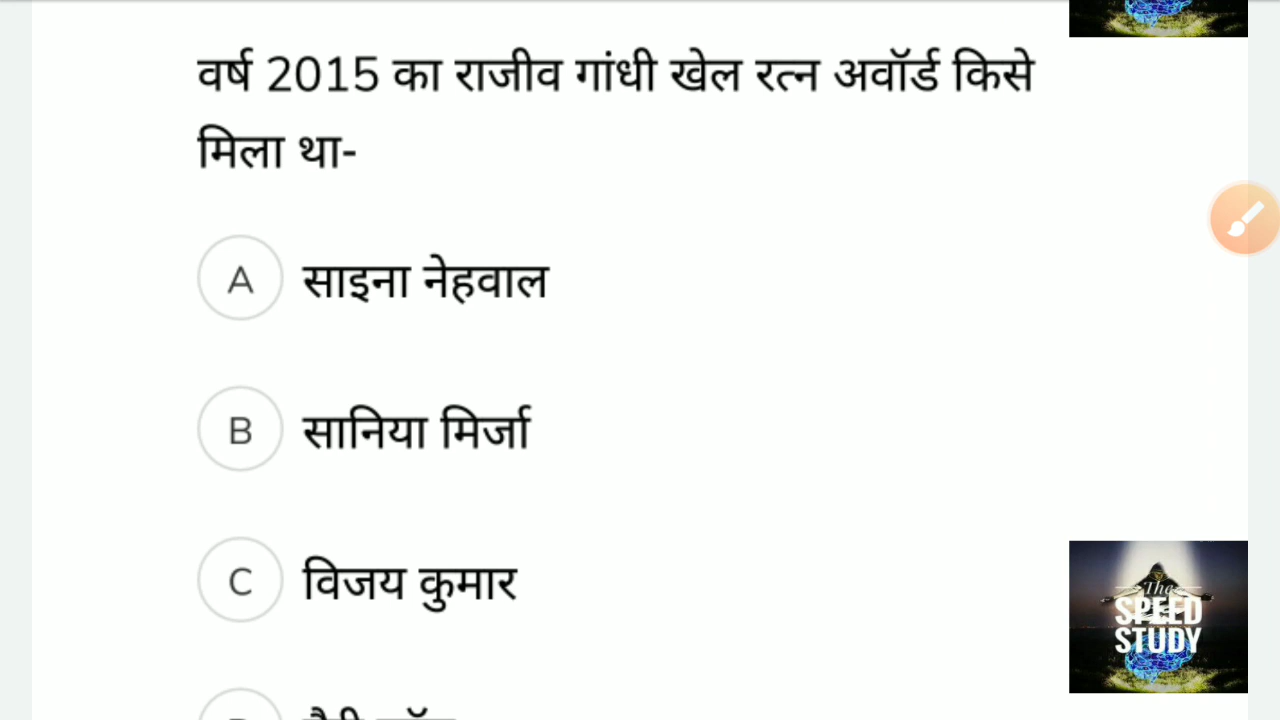 वर्ष 2015 का राजीव गांधी खेल रत्न अवॉर्ड किसे
मिला था-
A साइना नेहवाल
B सानिया मिर्जा
C विजय कुमार
The
SPEED
STUDY